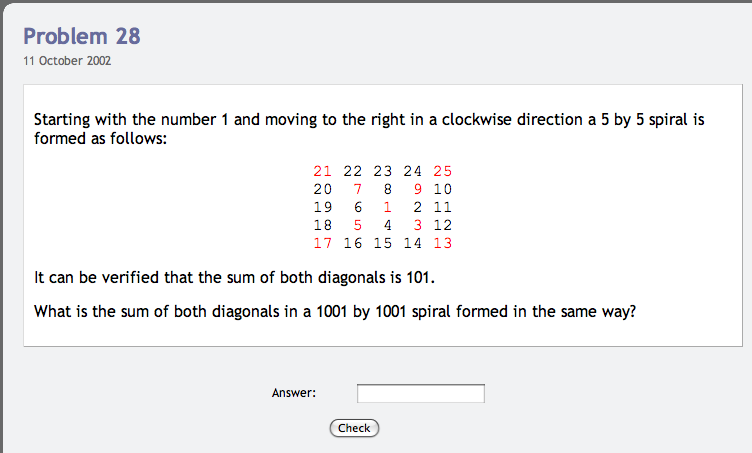 Problem 28
11 October 2002
Starting with the number 1 and moving to the right in a clockwise direction a 5 by 5 spiral is
formed as follows:
21 22 23 24 25
20 7 8 9 10
19 6 1 2 11
18 5 4 3 12
17 16 15 14 13
It can be verified that the sum of both diagonals is 101.
What is the sum of both diagonals in a 1001 by 1001 spiral formed in the same way?
Answer:
Check